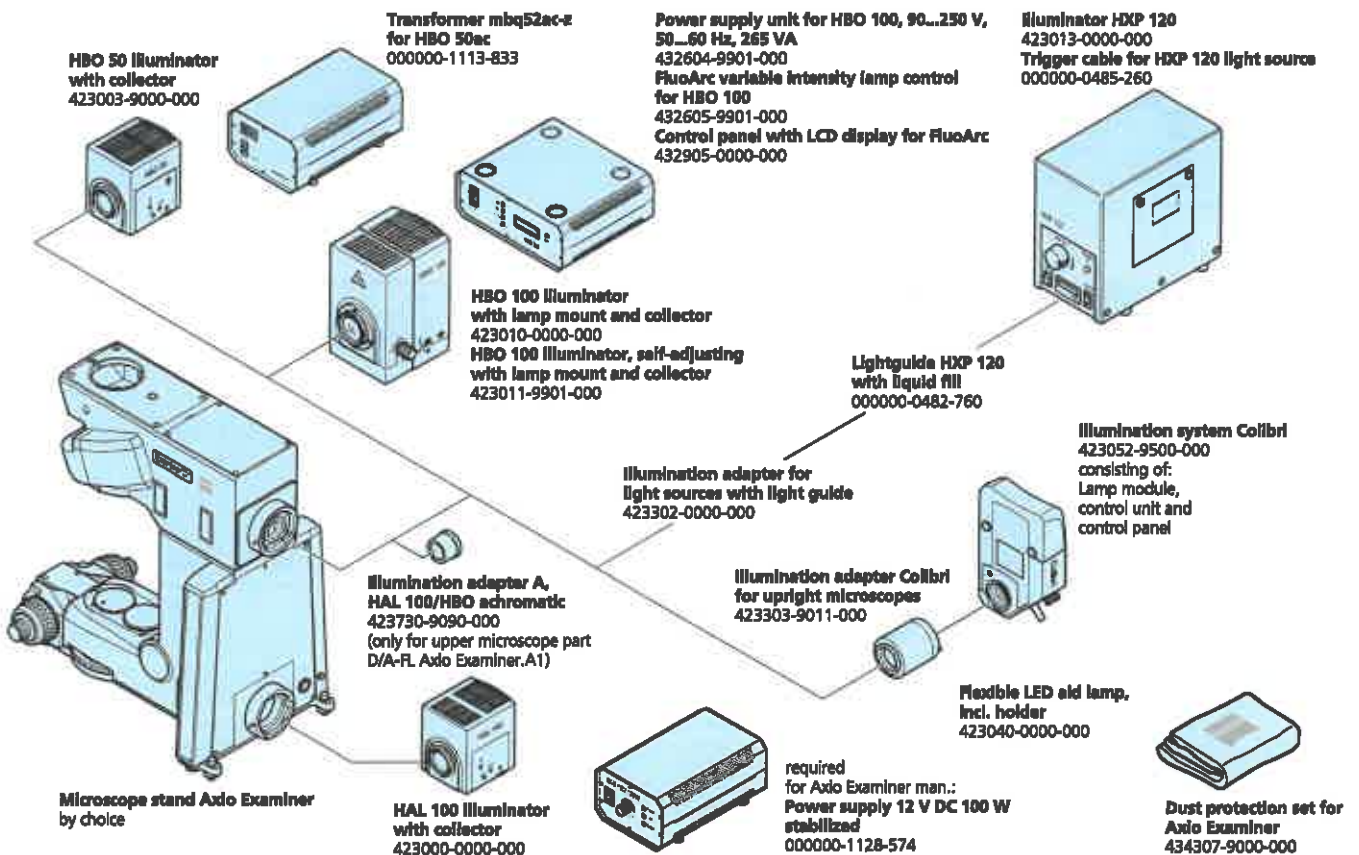 Transformer mbq52ac-z
for HBO 50ac
000000-1113-833
Power supply unit for HBO 100, 90...250 V,
50...60 Hz, 265 VA
432604-9901-000
FluoArc variable intensity lamp control
for HBO 100
432605-9901-000
Control panel with LCD display for FluoArc
432905-0000-000
Illuminator HXP 120
423013-0000-000
Trigger cable for HXP 120 light source
000000-0485-260
HBO 50 illuminator
with collector
423003-9000-000
HBO 100 illuminator
with lamp mount and collector
423010-0000-000
HBO 100 illuminator, self-adjusting
with lamp mount and collector
423011-9901-000
Lightguide HXP 120
with liquid fill
000000-0482-760
Illumination system Colibri
423052-9500-000
consisting of:
Lamp module,
control unit and
control panel
Illumination adapter for
light sources with light guide
423302-0000-000
Illumination adapter Colibri
for upright microscopes
423303-9011-000
Illumination adapter A,
HAL 100/HBO achromatic
423730-9090-000
(only for upper microscope part
D/A-FL Axio Examiner.A1)
Flexible LED aid lamp,
incl. holder
423040-0000-000
Microscope stand Axio Examiner
by choice
HAL 100 illuminator
with collector
423000-0000-000
required
for Axio Examiner man.:
Power supply 12 V DC 100 W
stabilized
000000-1128-574
Dust protection set for
Axio Examiner
434307-9000-000